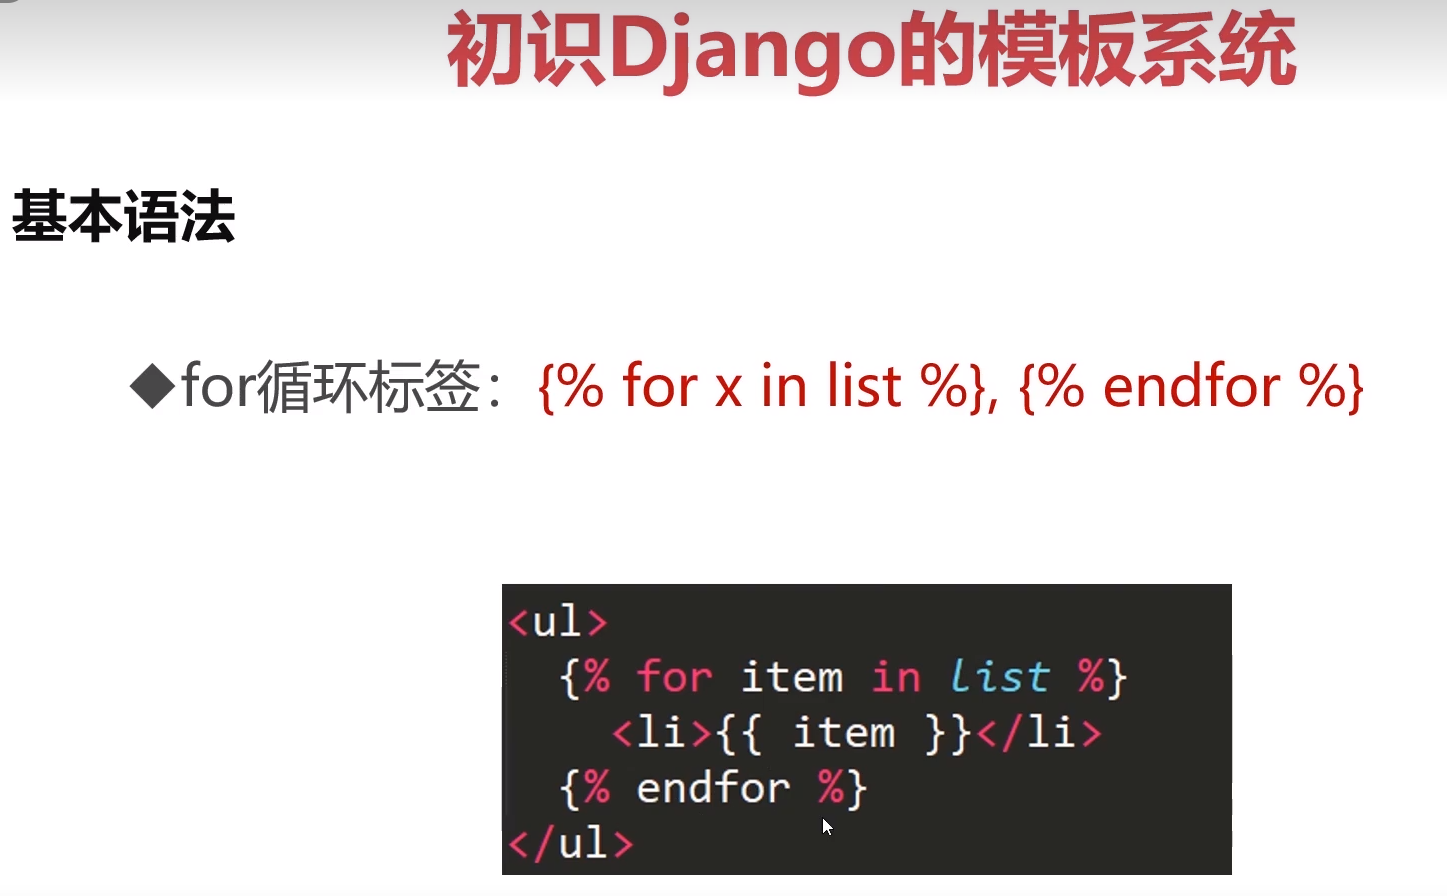 初识Django的模板系统
基本语法
◆for循环标签：{% for x in list %}, {% endfor %}
<ul>
{% for item in list %}
<li>{{ item }}</li>
{% endfor %}
</ul>